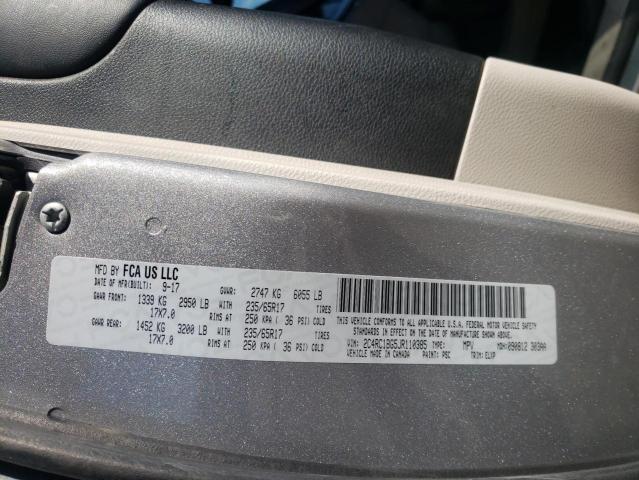 MFD BY FCA US LLC
DATE OF MFR(BUILT): 9-17 GVWR: 2747 KG 6055 LB
GAWR FRONT: 1339 KG 2950 LB WITH 235/65R17 TIRES
17X7.0 RIMS AT 250 KPA ( 36 PSI COLD)
GAWR REAR: 1452 KG 3200 LB WITH 235/65R17 TIRES
17X7.0 RIMS AT 250 KPA ( 36 PSI COLD)
THIS VEHICLE CONFORMS TO ALL APPLICABLE U.S.A. FEDERAL MOTOR VEHICLE SAFETY
STANDARDS IN EFFECT ON THE DATE OF MANUFACTURE SHOWN ABOVE.
VIN: 2C4RC1BG5JR110385 TYPE: MPV MDH:090812 303AA
VEHICLE MADE IN CANADA PAINT: PSC TRIM: ELXP